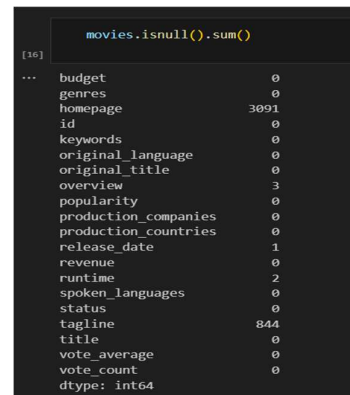 movies.isnull().sum()
[16]
... budget 0
genres 0
homepage 3091
id 0
keywords 0
original_language 0
original_title 0
overview 3
popularity 0
production_companies 0
production_countries 0
release_date 1
revenue 0
runtime 2
spoken_languages 0
status 0
tagline 844
title 0
vote_average 0
vote_count 0
dtype: int64